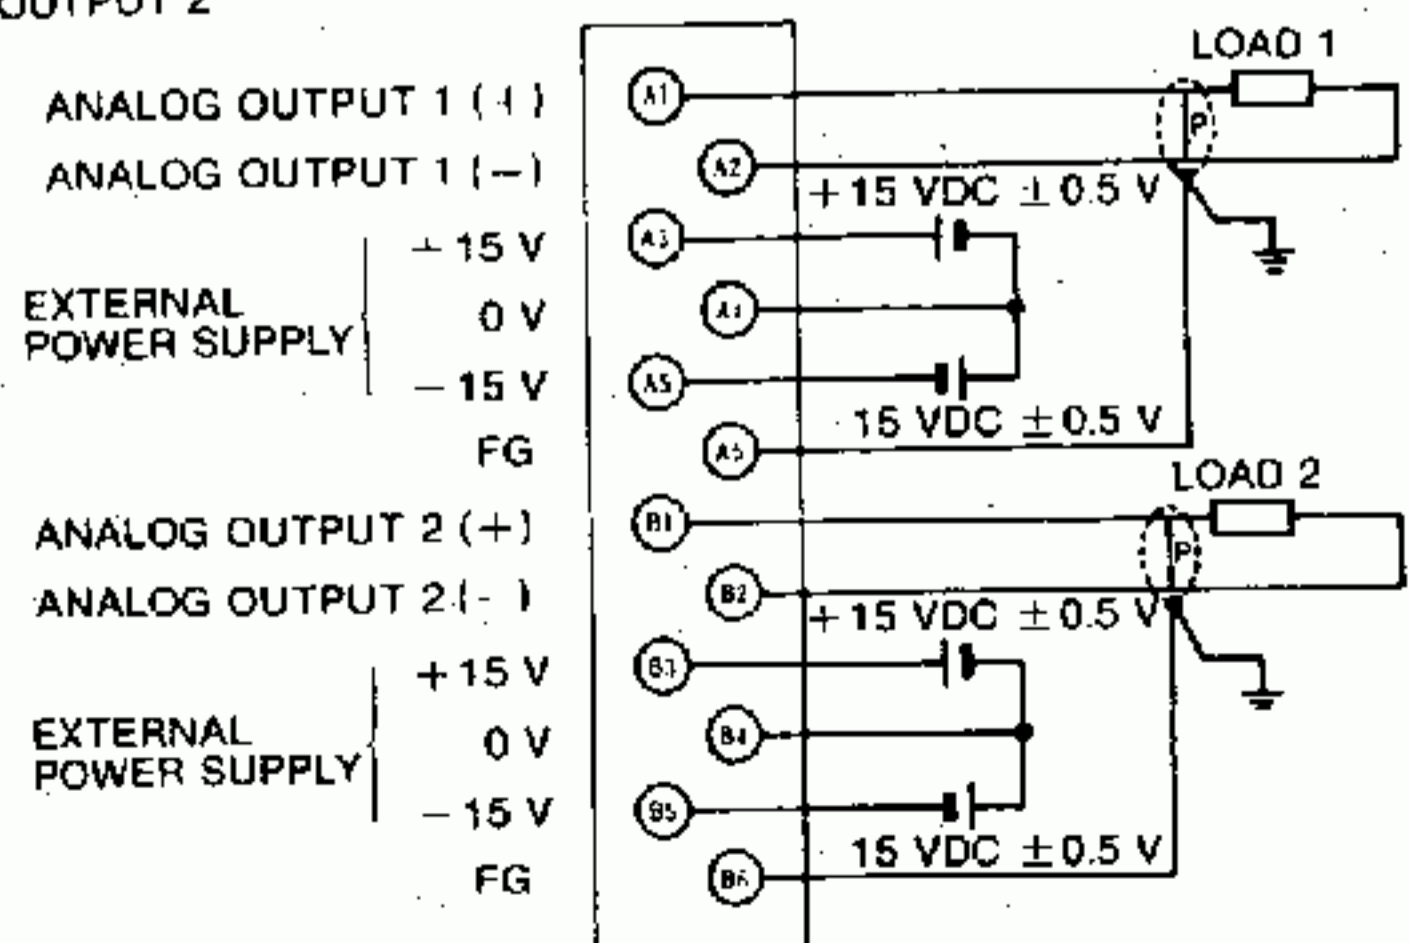 OUTPUT 2
LOAD 1
ANALOG OUTPUT 1 (+)
A1
P
ANALOG OUTPUT 1 (-)
A2
+ 15 VDC ± 0.5 V
+ 15 V
A3
EXTERNAL
POWER SUPPLY
0 V
A4
- 15 V
A5
15 VDC ± 0.5 V
FG
LOAD 2
ANALOG OUTPUT 2 (+)
B1
P
ANALOG OUTPUT 2 (-)
B2
+ 15 VDC ± 0.5 V
+ 15 V
B3
EXTERNAL
POWER SUPPLY
0 V
B4
- 15 V
B5
15 VDC ± 0.5 V
FG
B6